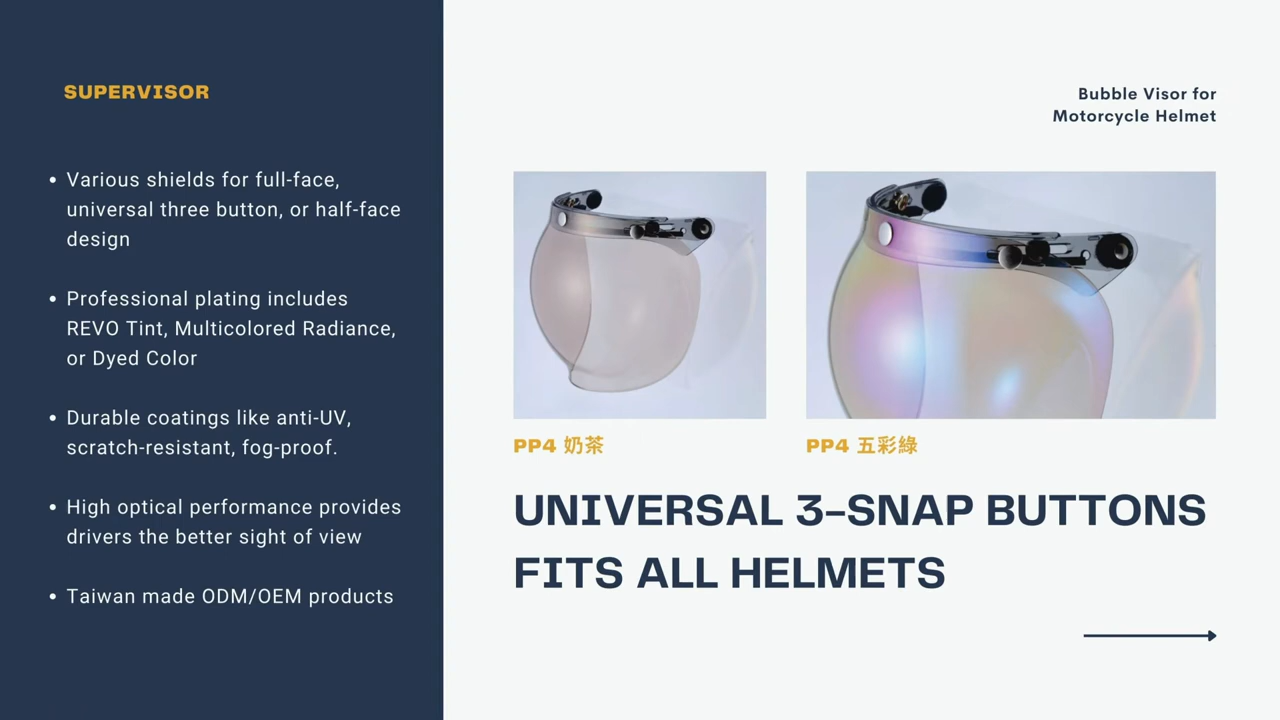 SUPERVISOR
• Various shields for full-face,
universal three button, or half-face
design
• Professional plating includes
REVO Tint, Multicolored Radiance,
or Dyed Color
• Durable coatings like anti-UV,
scratch-resistant, fog-proof.
• High optical performance provides
drivers the better sight of view
• Taiwan made ODM/OEM products
Bubble Visor for
Motorcycle Helmet
PP4 奶茶
PP4 五彩綠
UNIVERSAL 3-SNAP BUTTONS
FITS ALL HELMETS